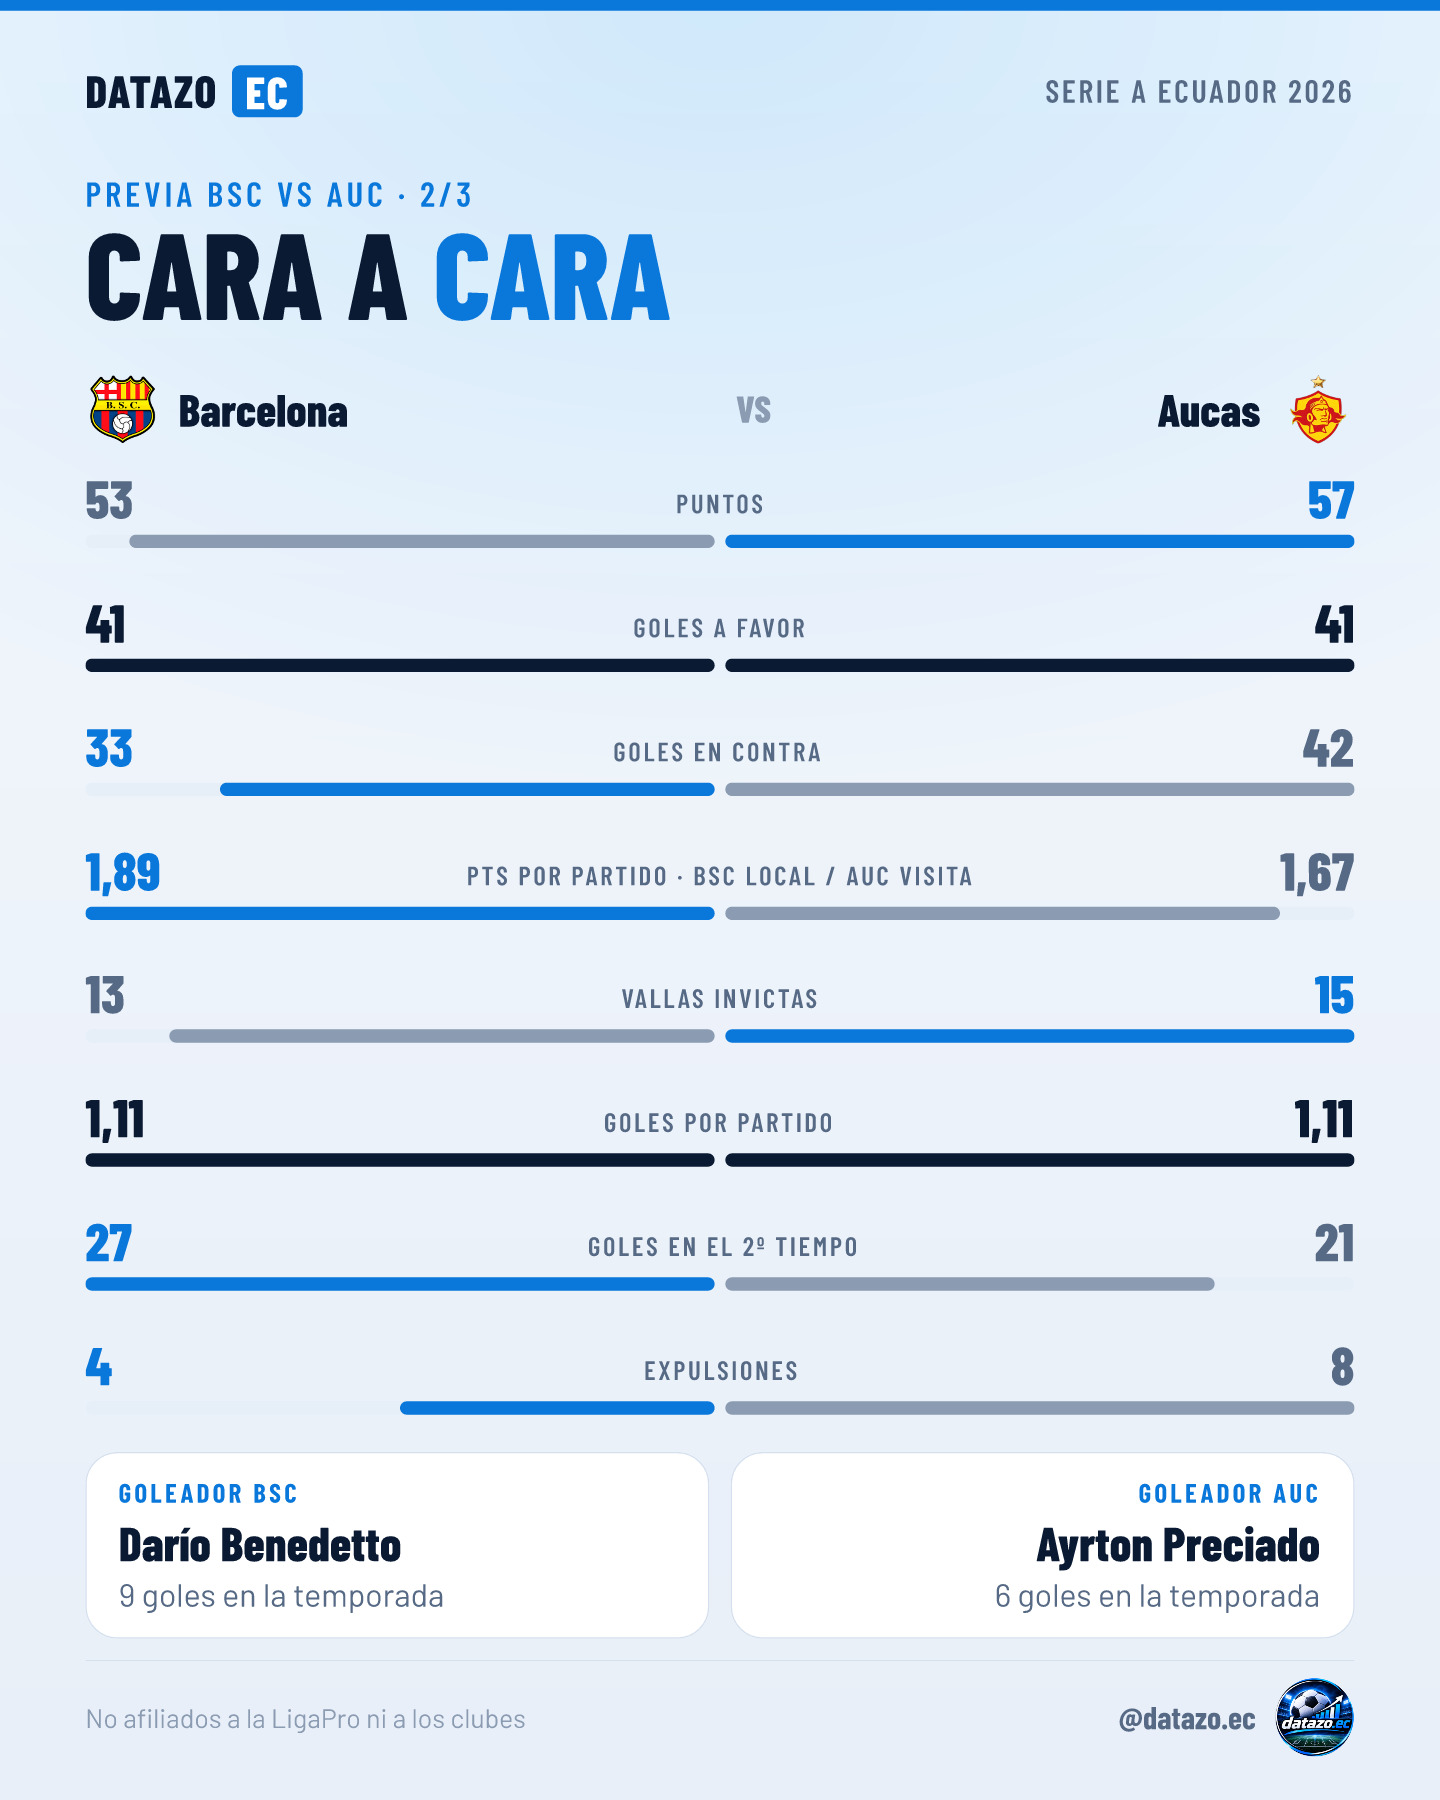 DATAZO EC
SERIE A ECUADOR 2026
PREVIA BSC VS AUC · 2/3
CARA A CARA
B. S. C.
Barcelona VS Aucas
53 PUNTOS 57
41 GOLES A FAVOR 41
33 GOLES EN CONTRA 42
1,89 PTS POR PARTIDO · BSC LOCAL / AUC VISITA 1,67
13 VALLAS INVICTAS 15
1,11 GOLES POR PARTIDO 1,11
27 GOLES EN EL 2º TIEMPO 21
4 EXPULSIONES 8
GOLEADOR BSC
Darío Benedetto
9 goles en la temporada
GOLEADOR AUC
Ayrton Preciado
6 goles en la temporada
No afiliados a la LigaPro ni a los clubes
@datazo.ec
datazo.ec